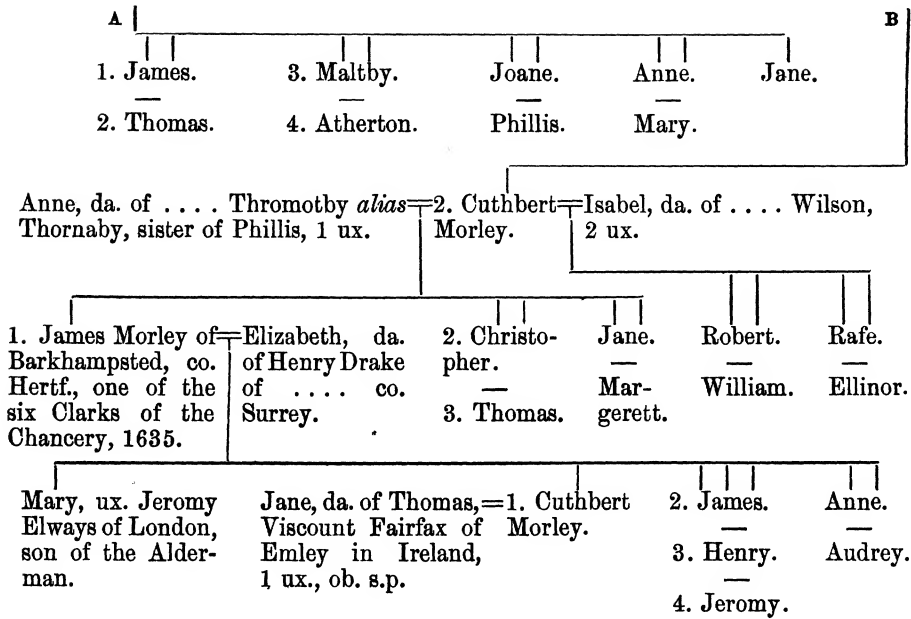 A B
1. James. 3. Maltby. Joane. Anne. Jane.
2. Thomas. 4. Atherton. Phillis. Mary.
Anne, da. of .... Thromotby alias
Thornaby, sister of Phillis, 1 ux.
2. Cuthbert
Morley.
Isabel, da. of .... Wilson,
2 ux.
1. James Morley of
Barkhampsted, co.
Hertf., one of the
six Clarks of the
Chancery, 1635.
Elizabeth, da.
of Henry Drake
of .... co.
Surrey.
2. Christo-
pher.
3. Thomas.
Jane.
Mar-
gerett.
Robert.
William.
Rafe.
Ellinor.
Mary, ux. Jeromy
Elways of London,
son of the Alder-
man.
Jane, da. of Thomas,
Viscount Fairfax of
Emley in Ireland,
1 ux., ob. s.p.
1. Cuthbert
Morley.
2. James.
3. Henry.
4. Jeromy.
Anne.
Audrey.